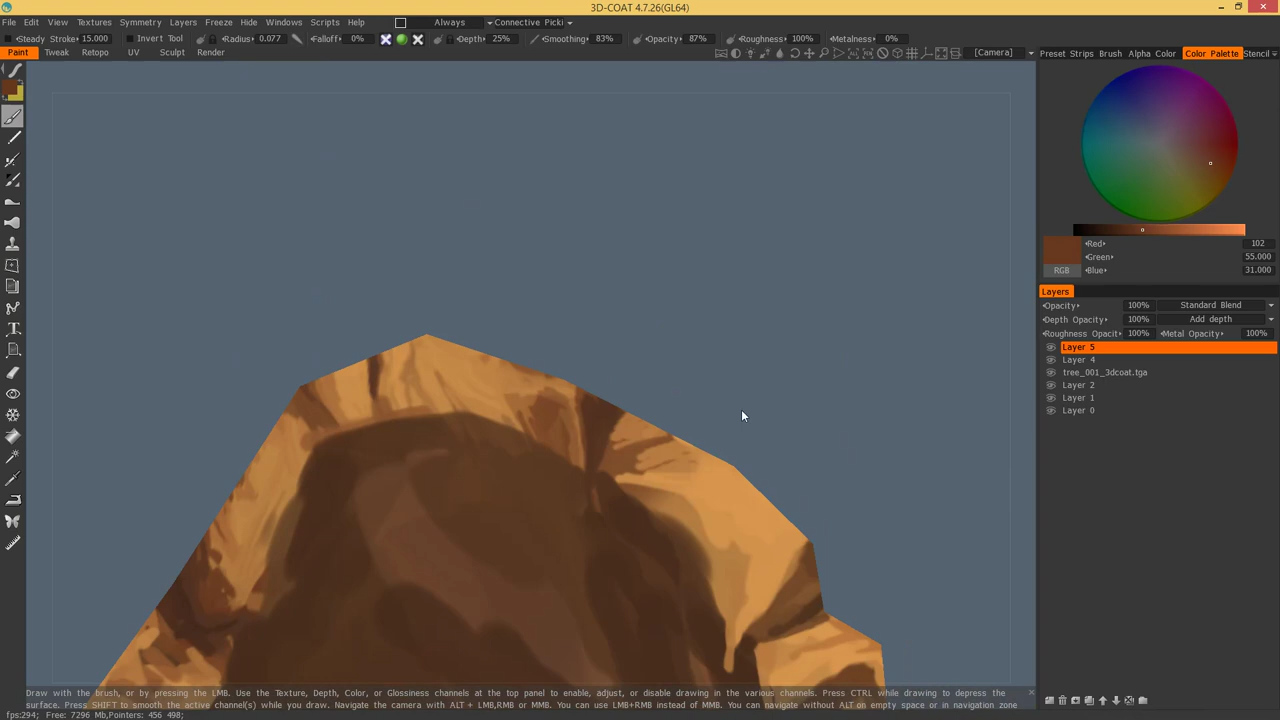 3D-COAT 4.7.26(GL64)
File Edit View Textures Symmetry Layers Freeze Hide Windows Scripts Help Always Connective Picki
Steady Stroke 15.000 Invert Tool Radius 0.077 Falloff 0% Depth 25% Smoothing 83% Opacity 87% Roughness 100% Metalness 0%
Paint Tweak Retopo UV Sculpt Render [Camera] Preset Strips Brush Alpha Color Color Palette Stencil
Red 102
Green 55.000
RGB Blue 31.000
Layers
Opacity 100% Standard Blend
Depth Opacity 100% Add depth
Roughness Opacit 100% Metal Opacity 100%
Layer 5
Layer 4
tree_001_3dcoat.tga
Layer 2
Layer 1
Layer 0
Draw with the brush, or by pressing the LMB. Use the Texture, Depth, Color, or Glossiness channels at the top panel to enable, adjust, or disable drawing in the various channels. Press CTRL while drawing to depress the
surface. Press SHIFT to smooth the active channel(s) while you draw. Navigate the camera with ALT + LMB,RMB or MMB. You can use LMB+RMB instead of MMB. You can navigate without ALT on empty space or in navigation zone
fps:294; Free: 7296 Mb,Pointers: 456 498;